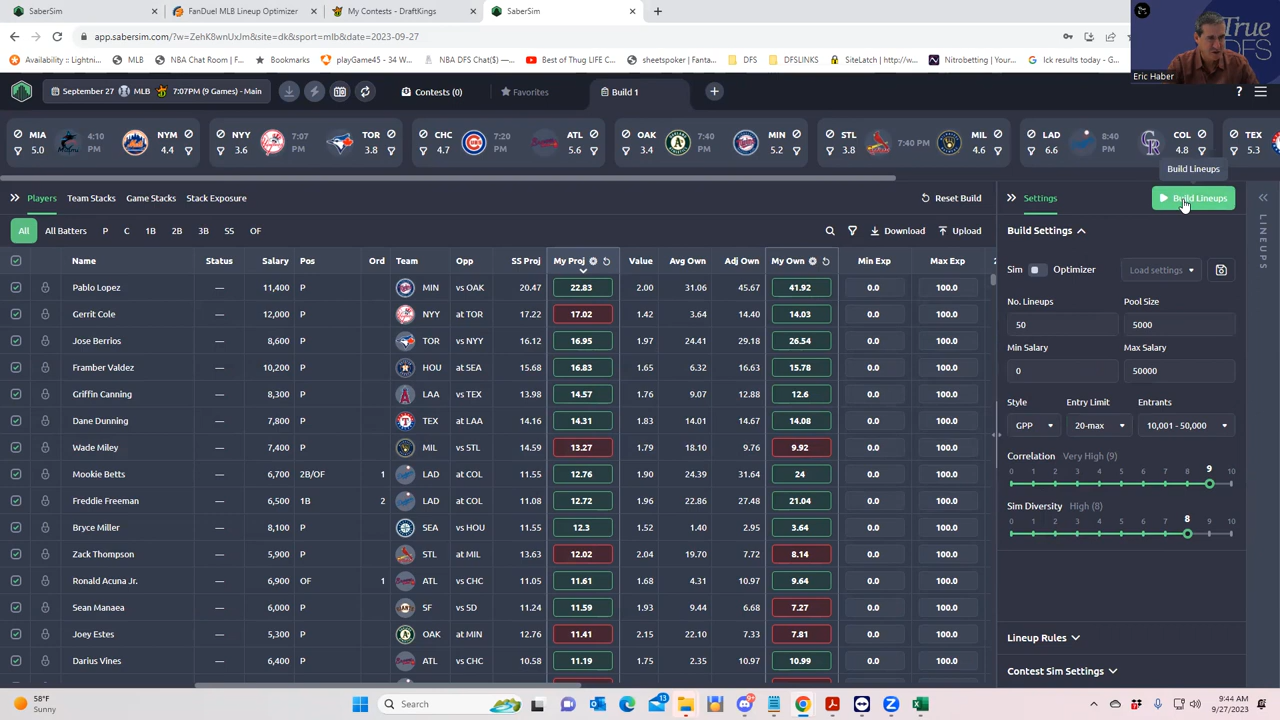 SaberSim
FanDuel MLB Lineup Optimizer
My Contests - DraftKings
SaberSim
True
DFS
Eric Haber
app.sabersim.com/?w=ZehK8wnUxJm&site=dk&sport=mlb&date=2023-09-27
Availability :: Nightl...
MLB
NBA Chat Room ( F...
Bookmarks
playGame45 - 34 W...
NBA DFS Chat($) —...
Best of Thug LIFE C...
sheetspoker | Fanta...
DFS
DFSLINKS
SiteLatch | http://w...
Nitrobetting | Your...
Ick results today - G...
September 27 MLB 7:07PM (9 Games) - Main
Contests (0)
Favorites
Build 1
MIA 5.0 4:10 PM NYM 4.4
NYY 3.6 7:07 PM TOR 3.8
CHC 4.7 7:20 PM ATL 5.6
OAK 3.4 7:40 PM MIN 5.2
STL 3.8 7:40 PM MIL 4.6
LAD 6.6 8:40 PM COL 4.8
TEX 5.3
Build Lineups
Players Team Stacks Game Stacks Stack Exposure
Reset Build
Settings
Build Lineups
LINEUPS
All All Batters P C 1B 2B 3B SS OF
Download Upload
Name Status Salary Pos Ord Team Opp SS Proj My Proj Value Avg Own Adj Own My Own Min Exp Max Exp
Pablo Lopez — 11,400 P MIN vs OAK 20.47 22.83 2.00 31.06 45.67 41.92 0.0 100.0
Gerrit Cole — 12,000 P NYY at TOR 17.22 17.02 1.42 3.64 14.40 14.03 0.0 100.0
Jose Berrios — 8,600 P TOR vs NYY 16.12 16.95 1.97 24.41 29.18 26.54 0.0 100.0
Framber Valdez — 10,200 P HOU at SEA 15.68 16.83 1.65 6.32 16.63 15.78 0.0 100.0
Griffin Canning — 8,300 P LAA vs TEX 13.98 14.57 1.76 9.07 12.88 12.6 0.0 100.0
Dane Dunning — 7,800 P TEX at LAA 14.16 14.31 1.83 14.01 14.67 14.08 0.0 100.0
Wade Miley — 7,400 P MIL vs STL 14.59 13.27 1.79 18.10 9.76 9.92 0.0 100.0
Mookie Betts — 6,700 2B/OF 1 LAD at COL 11.55 12.76 1.90 24.39 31.64 24 0.0 100.0
Freddie Freeman — 6,500 1B 2 LAD at COL 11.08 12.72 1.96 22.86 27.48 21.04 0.0 100.0
Bryce Miller — 8,100 P SEA vs HOU 11.55 12.3 1.52 1.40 2.95 3.64 0.0 100.0
Zack Thompson — 5,900 P STL at MIL 13.63 12.02 2.04 19.70 7.72 8.14 0.0 100.0
Ronald Acuna Jr. — 6,900 OF 1 ATL vs CHC 11.05 11.61 1.68 4.31 10.97 9.64 0.0 100.0
Sean Manaea — 6,000 P SF vs SD 11.24 11.59 1.93 9.44 6.68 7.27 0.0 100.0
Joey Estes — 5,300 P OAK at MIN 12.76 11.41 2.15 22.10 7.33 7.81 0.0 100.0
Darius Vines — 6,400 P ATL vs CHC 10.58 11.19 1.75 2.35 10.97 10.99 0.0 100.0
Build Settings
Sim Optimizer Load settings
No. Lineups Pool Size
50 5000
Min Salary Max Salary
0 50000
Style Entry Limit Entrants
GPP 20-max 10,001 - 50,000
Correlation Very High (9)
9
0 1 2 3 4 5 6 7 8 10
Sim Diversity High (8)
8
0 1 2 3 4 5 6 7 9 10
Lineup Rules
Contest Sim Settings
58°F
Sunny
Search
13
9:44 AM
9/27/2023